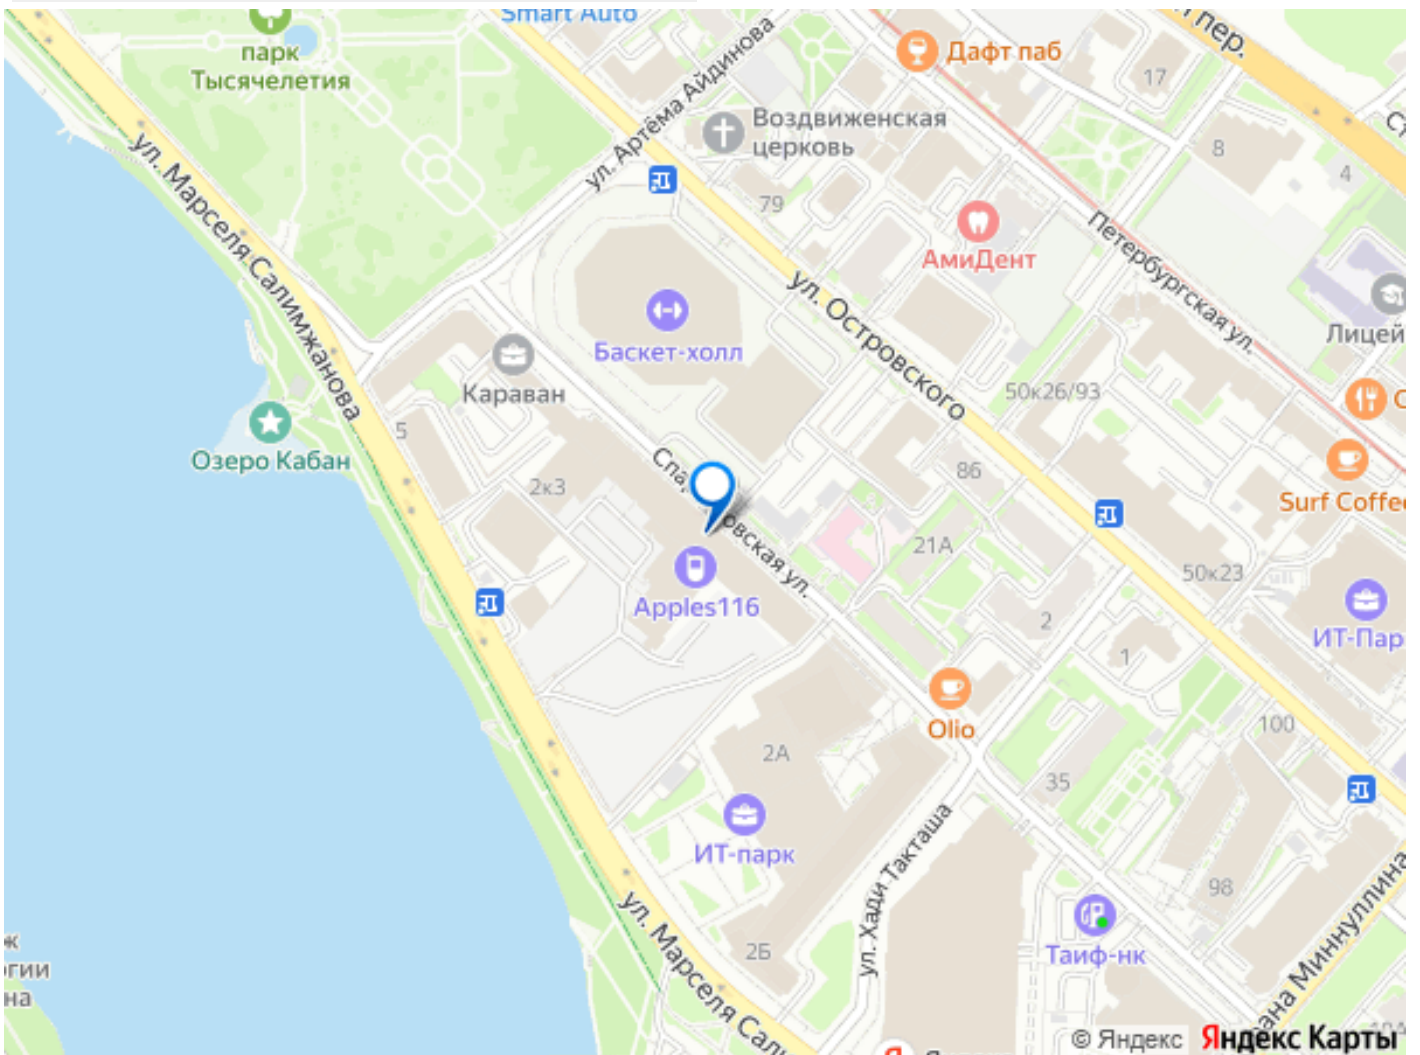 Smart Auto
пер.
парк
Тысячелетия
Дафт паб
17
ул. Артёма Айдинова
Воздвиженская
церковь
8
4
ул. Марселя Салимжанова
79
АмиДент
Петербургская ул.
ул. Островского
Лицей
Баскет-холл
Караван
50к26/93
5
Озеро Кабан
86
2к3
Surf Coffee
21А
50к23
Apples116
2
ИТ-Пар
1
Olio
100
2А
35
ИТ-парк
ул. Хади Такташа
98
Таиф-нк
2Б
ул. Марселя Сали
на
© Яндекс
Яндекс Карты